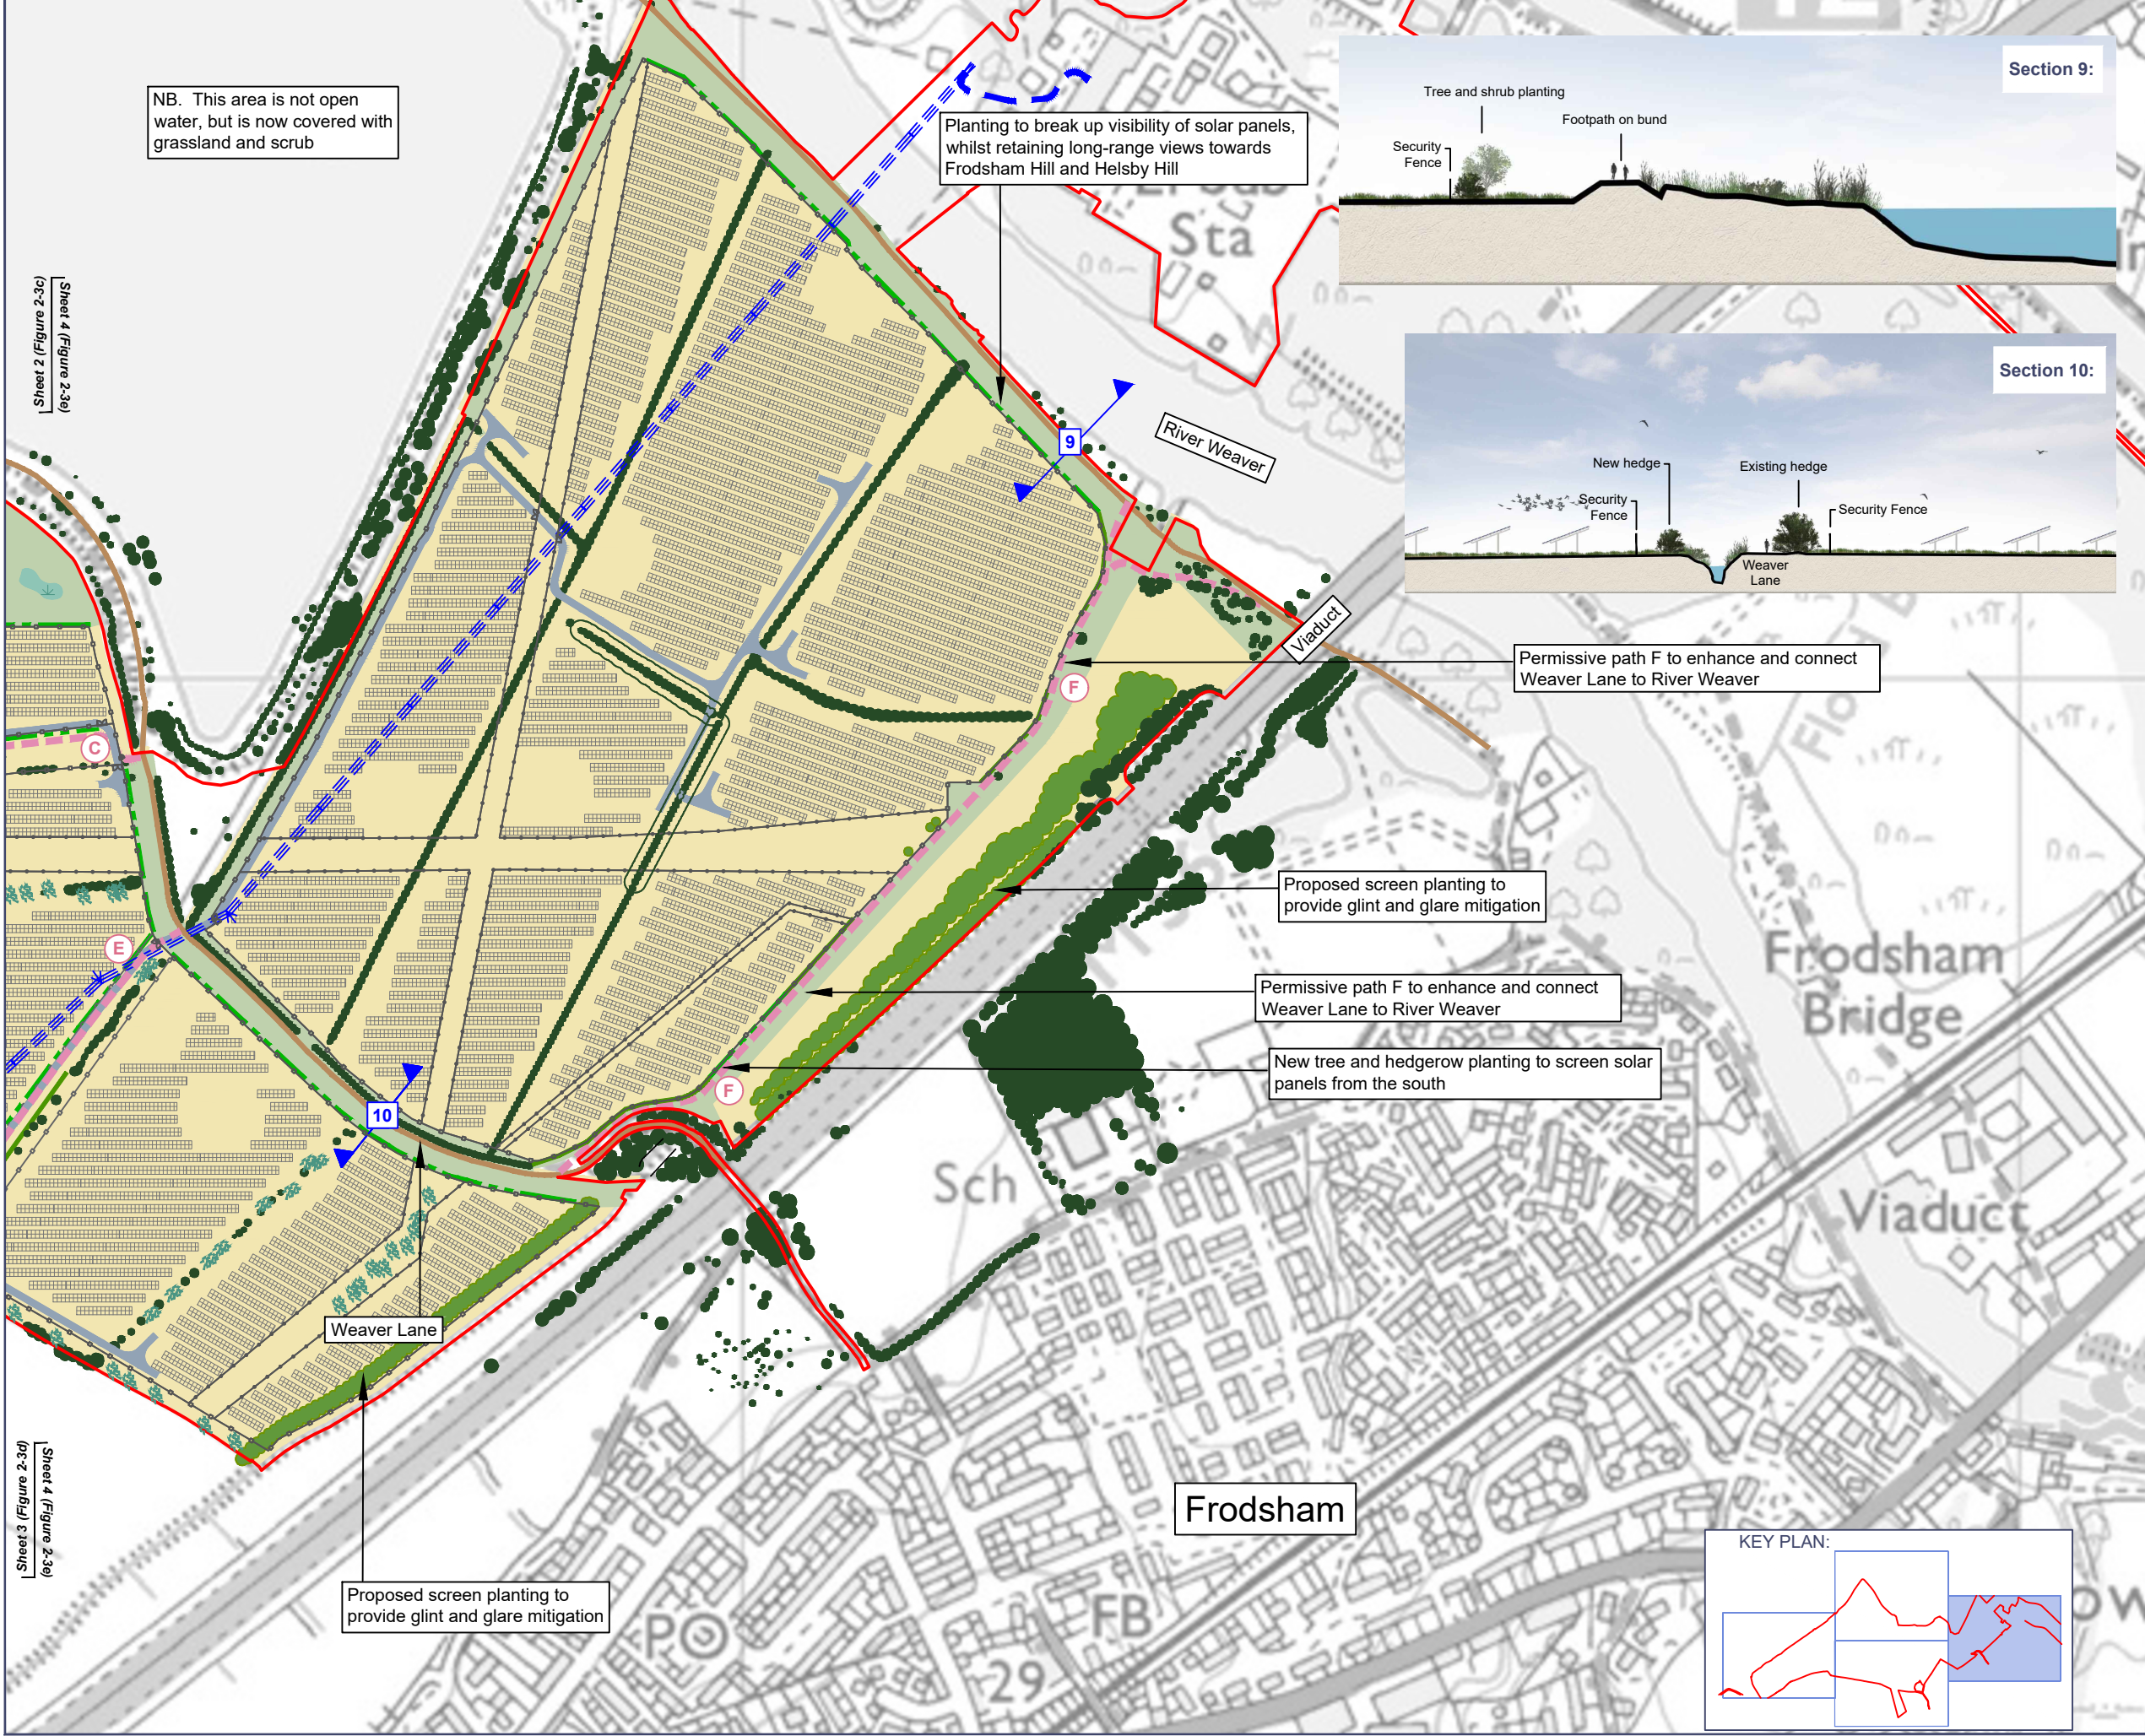 NB. This area is not open
water, but is now covered with
grassland and scrub
Planting to break up visibility of solar panels,
whilst retaining long-range views towards
Frodsham Hill and Helsby Hill
Sta
Section 9:
Tree and shrub planting
Footpath on bund
Security
Fence
Section 10:
New hedge
Existing hedge
Security
Fence
Security Fence
Weaver
Lane
Sheet 4 (Figure 2-3e)
Sheet 2 (Figure 2-3c)
9
River Weaver
Viaduct
Permissive path F to enhance and connect
Weaver Lane to River Weaver
F
C
E
Proposed screen planting to
provide glint and glare mitigation
Frodsham
Bridge
Permissive path F to enhance and connect
Weaver Lane to River Weaver
New tree and hedgerow planting to screen solar
panels from the south
F
10
Sch
Viaduct
Weaver Lane
Sheet 4 (Figure 2-3e)
Sheet 3 (Figure 2-3d)
Frodsham
Proposed screen planting to
provide glint and glare mitigation
PO
FB
29
KEY PLAN: